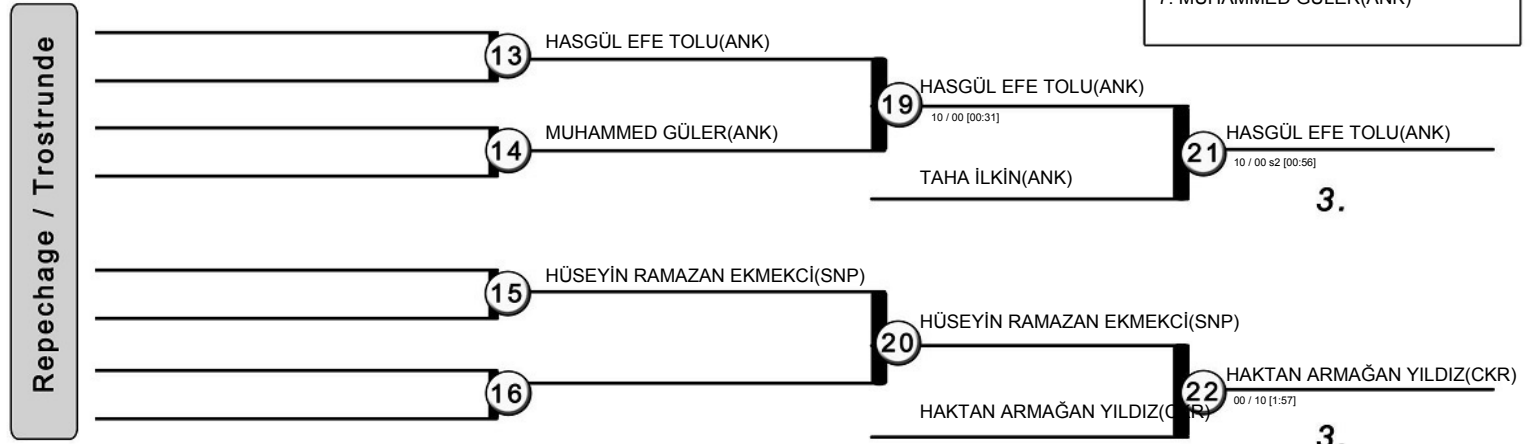 7. MUHAMMED GÜLER(ANK)
Repechage / Trostrunde
13
HASGÜL EFE TOLU(ANK)
14
MUHAMMED GÜLER(ANK)
19
HASGÜL EFE TOLU(ANK)
10 / 00 [00:31]
TAHA İLKİN(ANK)
21
HASGÜL EFE TOLU(ANK)
10 / 00 s2 [00:56]
3.
15
HÜSEYİN RAMAZAN EKMEKCİ(SNP)
16
20
HÜSEYİN RAMAZAN EKMEKCİ(SNP)
HAKTAN ARMAĞAN YILDIZ(CKR)
22
HAKTAN ARMAĞAN YILDIZ(CKR)
00 / 10 [1:57]
3.